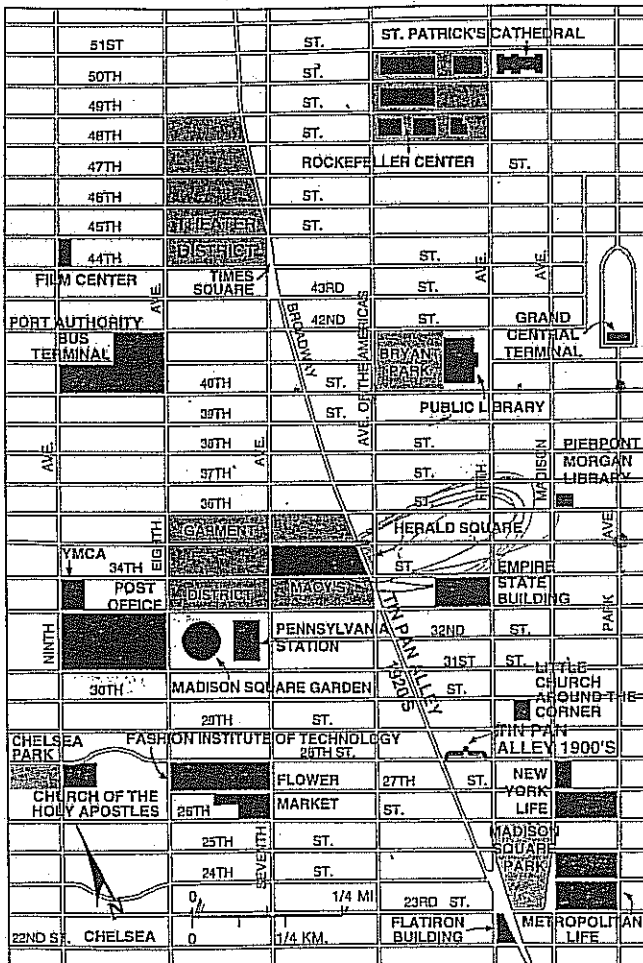 51ST ST. ST. PATRICK'S CATHEDRAL
50TH ST.
49TH ST.
48TH ST.
47TH ST.
ROCKEFELLER CENTER ST.
46TH ST.
45TH THEATER ST.
44TH DISTRICT ST.
AVE. AVE.
FILM CENTER
TIMES
SQUARE
AVE.
43RD ST.
42ND ST.
BROADWAY
PORT AUTHORITY
BUS
TERMINAL
AVE. OF THE AMERICAS
BRYANT
PARK
GRAND
CENTRAL
TERMINAL
40TH ST.
39TH ST.
PUBLIC LIBRARY
38TH ST.
AVE. AVE.
37TH ST.
FIFTH
MADISON
PIERPONT
MORGAN
LIBRARY
36TH ST.
GARMENT
HERALD SQUARE
AVE.
YMCA
34TH
EIGHTH
ST.
EMPIRE
STATE
BUILDING
POST
OFFICE
DISTRICT
MACY'S
PARK
NINTH
PENNSYLVANIA
STATION
32ND ST.
TIN PAN ALLEY
1920'S
31ST ST.
30TH
MADISON SQUARE GARDEN
ST.
LITTLE
CHURCH
AROUND THE
CORNER
29TH ST.
TIN PAN
ALLEY 1900'S
CHELSEA
PARK
FASHION INSTITUTE OF TECHNOLOGY
28TH ST.
FLOWER
MARKET
27TH ST.
NEW
YORK
LIFE
CHURCH OF THE
HOLY APOSTLES
26TH ST.
25TH ST.
MADISON
SQUARE
PARK
SEVENTH
24TH ST.
N
0 1/4 MI.
23RD ST.
0 1/4 KM.
22ND ST. CHELSEA
FLATIRON
BUILDING
METROPOLITAN
LIFE